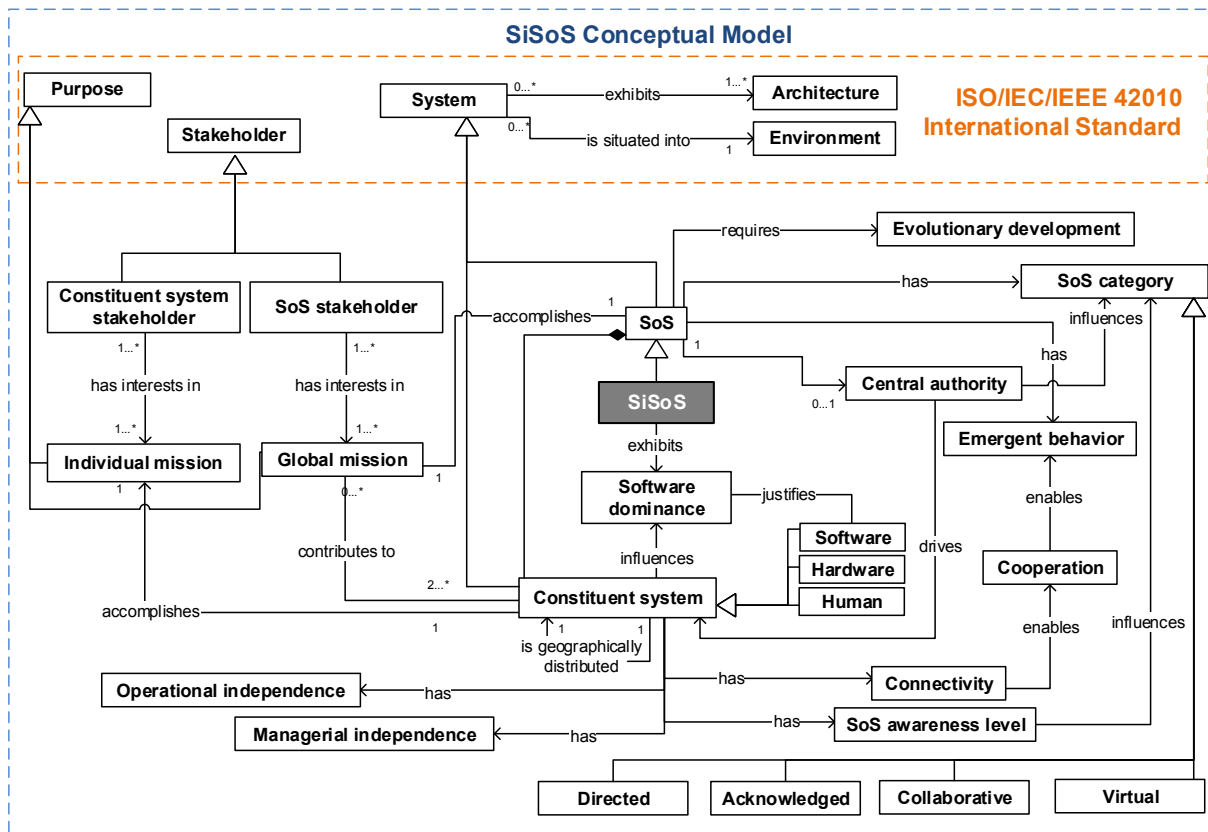 SiSoS Conceptual Model
ISO/IEC/IEEE 42010
International Standard
Purpose
System
0...*
exhibits
1...*
Architecture
0...*
is situated into
1
Environment
Stakeholder
requires
Evolutionary development
has
SoS category
Constituent system
stakeholder
SoS stakeholder
accomplishes
1
SoS
1
influences
has
1...*
1...*
Central authority
0...1
has interests in
has interests in
SiSoS
1...*
1...*
exhibits
Emergent behavior
Individual mission
Global mission
1
1
0...*
Software
dominance
justifies
enables
Software
Hardware
Human
contributes to
influences
drives
Cooperation
2...*
Constituent system
accomplishes
1
1
1
is geographically
distributed
enables
influences
Operational independence
has
has
Connectivity
Managerial independence
has
has
SoS awareness level
Directed
Acknowledged
Collaborative
Virtual